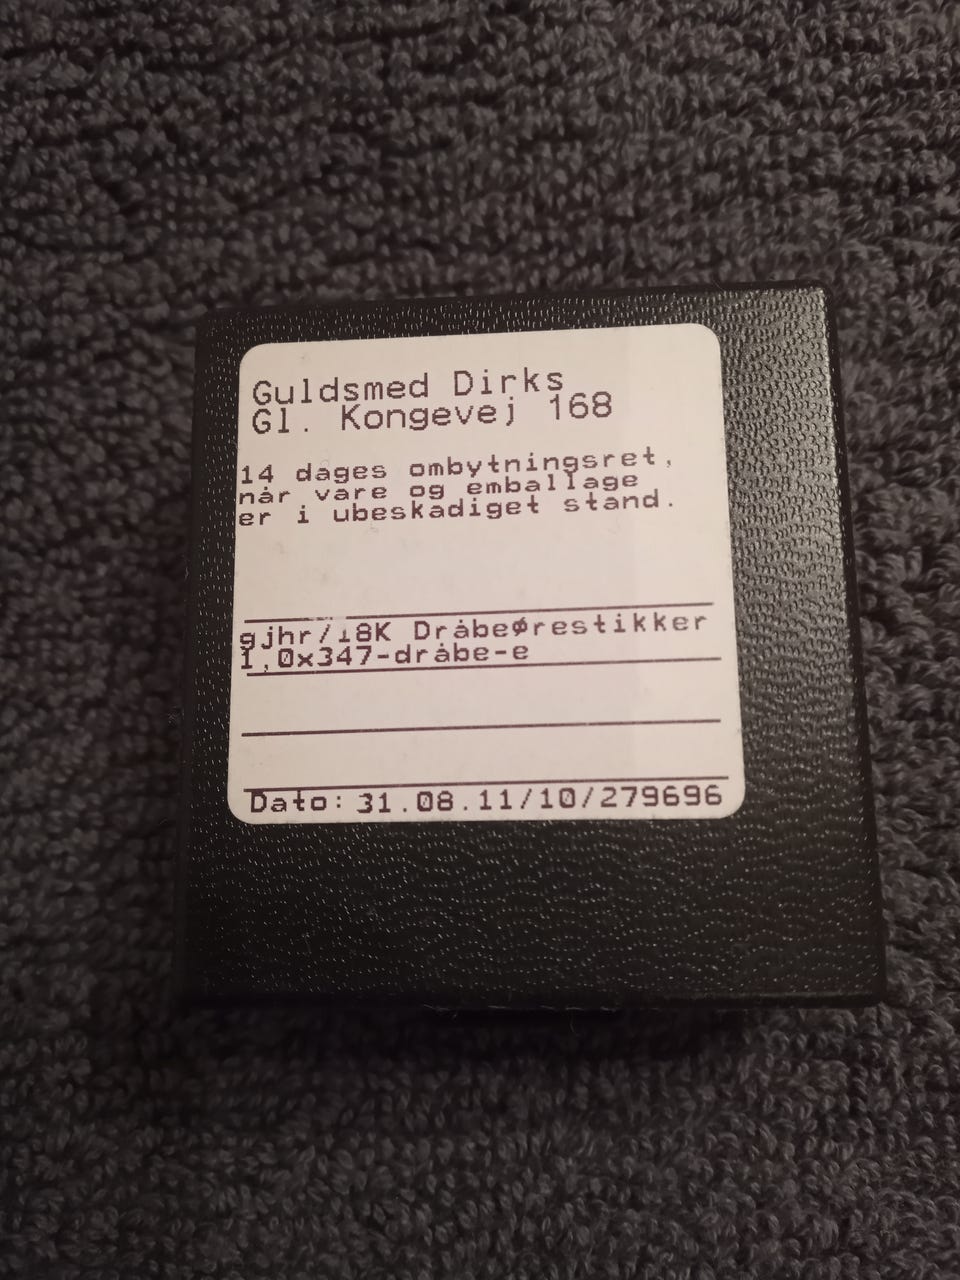 Guldsmed Dirks
Gl. Kongevej 168
14 dages ombytningsret,
når vare og emballage
er i ubeskadiget stand.
gjhr/18K Dråbeørestikker
1,0x347-dråbe-e
Dato: 31.08.11/10/279696